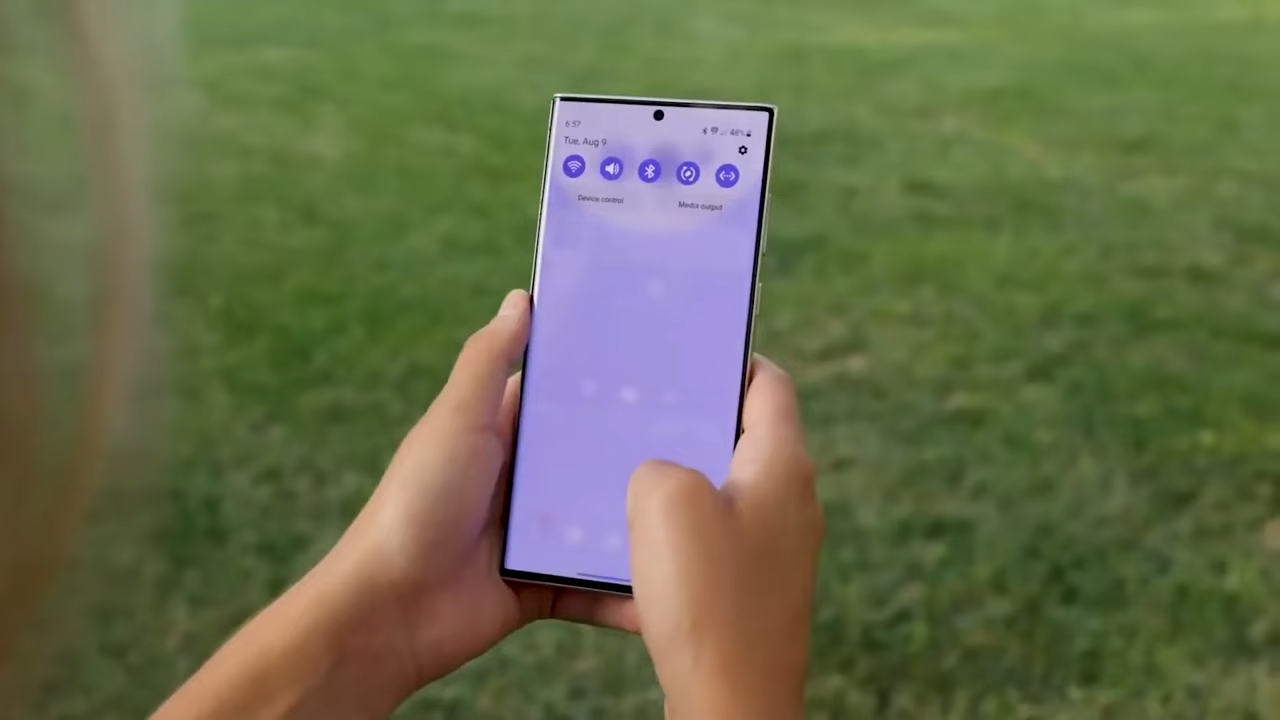 6:57
48%
Tue, Aug 9
Device control
Media output